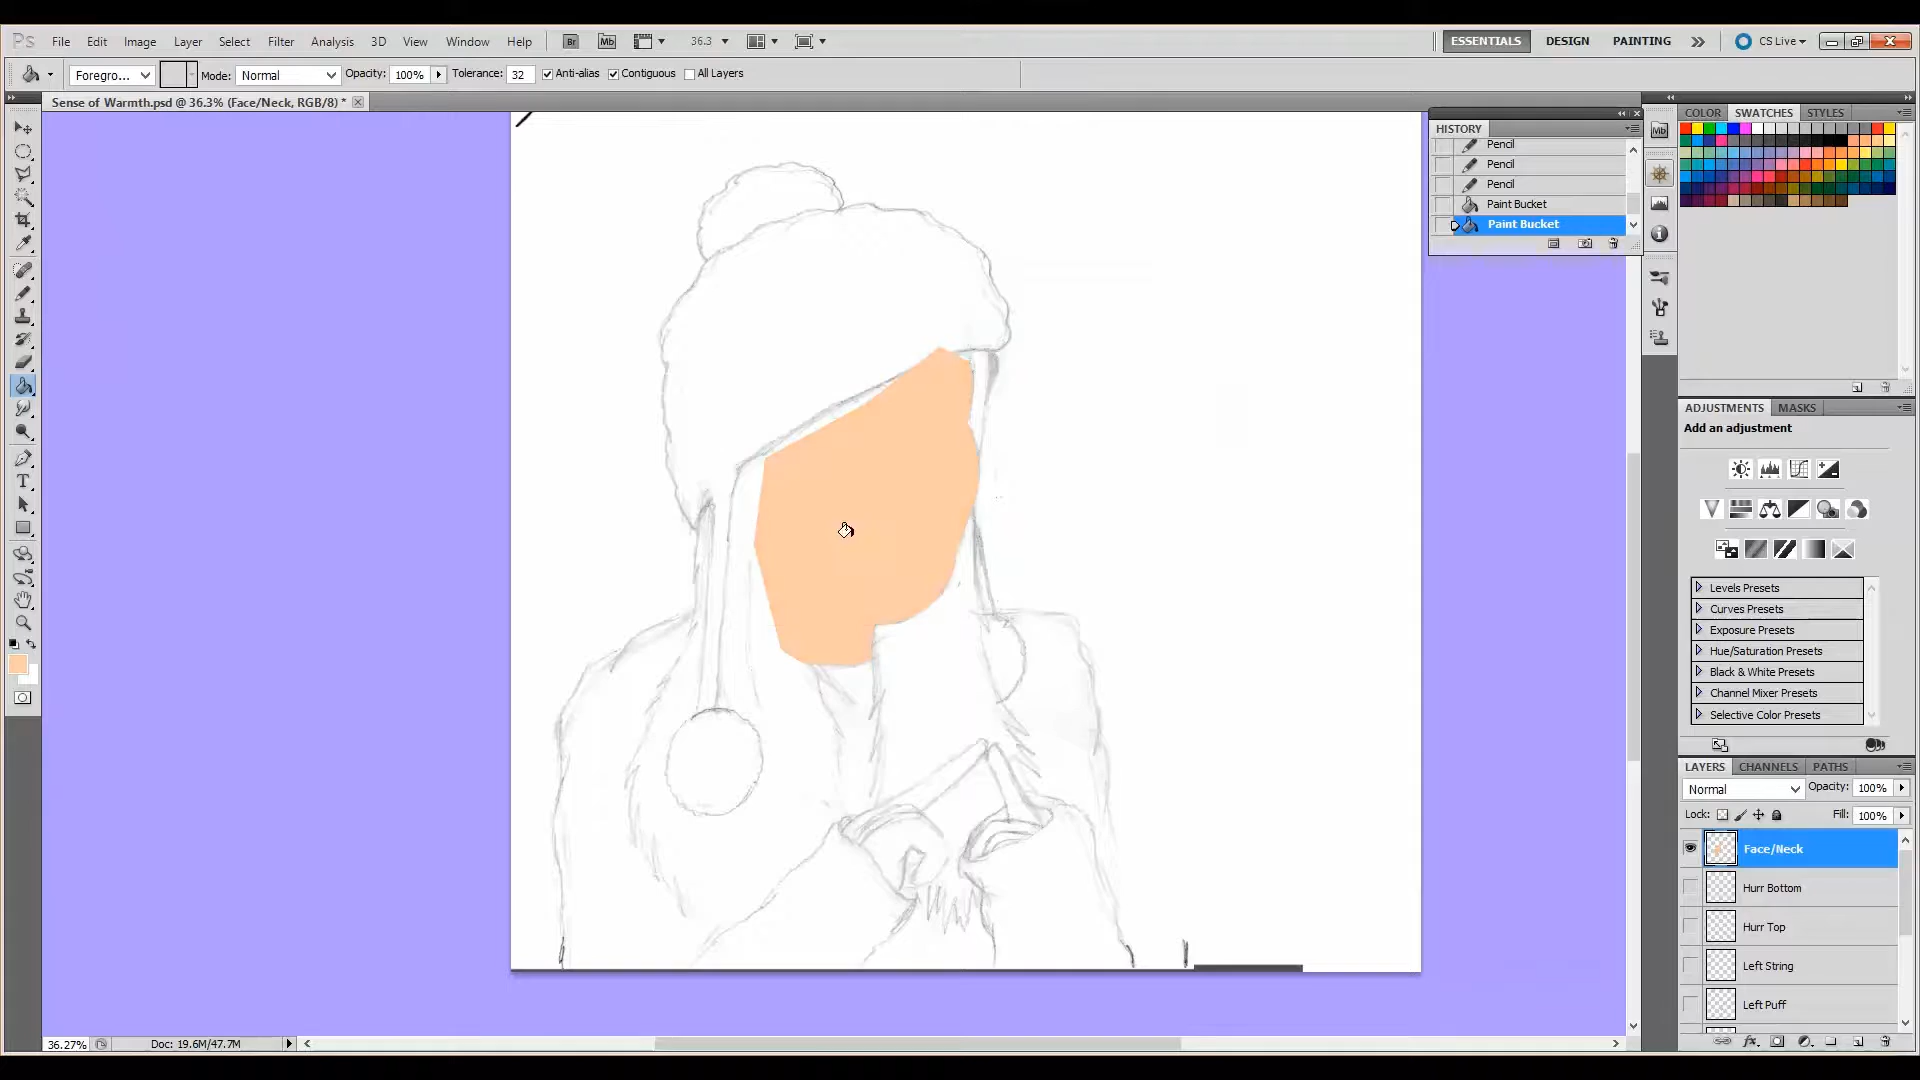 Ps File Edit Image Layer Select Filter Analysis 3D View Window Help Br Mb 36.3 ESSENTIALS DESIGN PAINTING CS Live
Foregro... Mode: Normal Opacity: 100% Tolerance: 32 Anti-alias Contiguous All Layers
Sense of Warmth.psd @ 36.3% (Face/Neck, RGB/8) *
HISTORY
Pencil
Pencil
Pencil
Paint Bucket
Paint Bucket
Mb
COLOR SWATCHES STYLES
ADJUSTMENTS MASKS
Add an adjustment
Levels Presets
Curves Presets
Exposure Presets
Hue/Saturation Presets
Black & White Presets
Channel Mixer Presets
Selective Color Presets
LAYERS CHANNELS PATHS
Normal Opacity: 100%
Lock: Fill: 100%
Face/Neck
Hurr Bottom
Hurr Top
Left String
Left Puff
36.27% Doc: 19.6M/47.7M